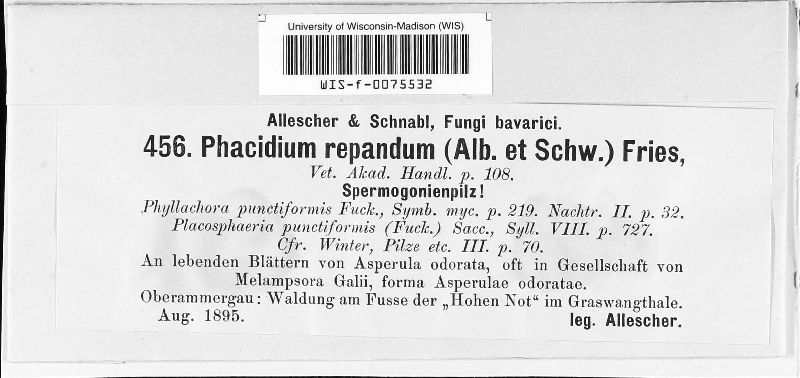 University of Wisconsin-Madison (WIS)
WIS-f-0075532
Allescher & Schnabl, Fungi bavarici.
456. Phacidium repandum (Alb. et Schw.) Fries,
Vet. Akad. Handl. p. 108.
Spermogonienpilz!
Phyllachora punctiformis Fuck., Symb. myc. p. 219. Nachtr. II. p. 32.
Placosphaeria punctiformis (Fuck.) Sacc., Syll. VIII. p. 727.
Cfr. Winter, Pilze etc. III. p. 70.
An lebenden Blättern von Asperula odorata, oft in Gesellschaft von
Melampsora Galii, forma Asperulae odoratae.
Oberammergau: Waldung am Fusse der „Hohen Not“ im Graswangthale.
Aug. 1895. leg. Allescher.